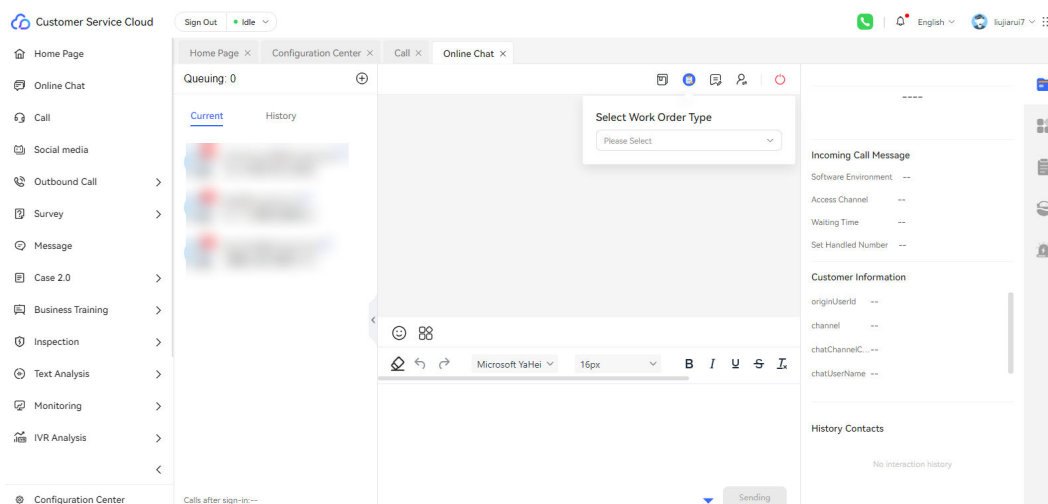 Customer Service Cloud
Sign Out
Idle
English
liujiarui7
Home Page
Online Chat
Call
Social media
Outbound Call
Survey
Message
Case 2.0
Business Training
Inspection
Text Analysis
Monitoring
IVR Analysis
Configuration Center
Home Page ×
Configuration Center ×
Call ×
Online Chat ×
Queuing: 0
Current
History
Calls after sign-in:--
Select Work Order Type
Please Select
Microsoft YaHei
16px
B I U S Tx
Sending
----
Incoming Call Message
Software Environment --
Access Channel --
Waiting Time --
Set Handled Number --
Customer Information
originUserId --
channel --
chatChannelC... --
chatUserName --
History Contacts
No interaction history